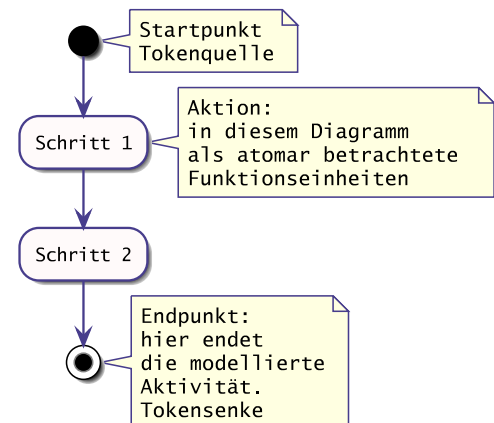 Startpunkt
Tokenquelle
Aktion:
in diesem Diagramm
als atomar betrachtete
Funktionseinheiten
Schritt 1
Schritt 2
Endpunkt:
hier endet
die modellierte
Aktivität.
Tokensenke